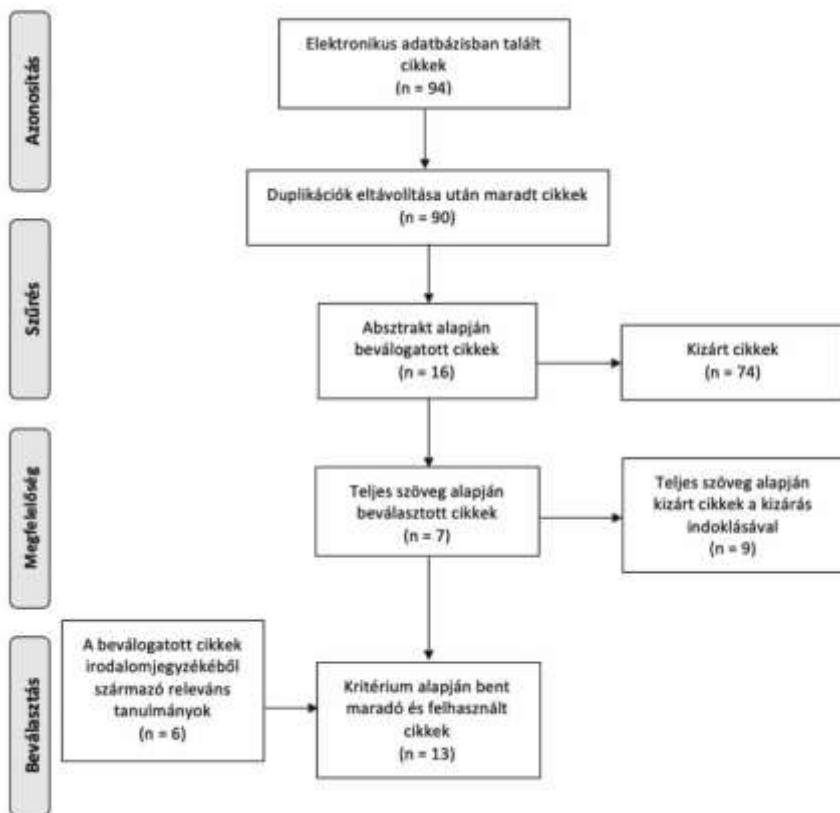 Azonosítás
Elektronikus adatbázisban talált
cikkek
(n = 94)
Duplikációk eltávolítása után maradt cikkek
(n = 90)
Szűrés
Absztrakt alapján
beválogatott cikkek
(n = 16)
Kizárt cikkek
(n = 74)
Megfelelőség
Teljes szöveg alapján
beválasztott cikkek
(n = 7)
Teljes szöveg alapján
kizárt cikkek a kizárás
indoklásával
(n = 9)
Beválasztás
A beválogatott cikkek
irodalomjegyzékéből
származó releváns
tanulmányok
(n = 6)
Kritérium alapján bent
maradó és felhasznált
cikkek
(n = 13)